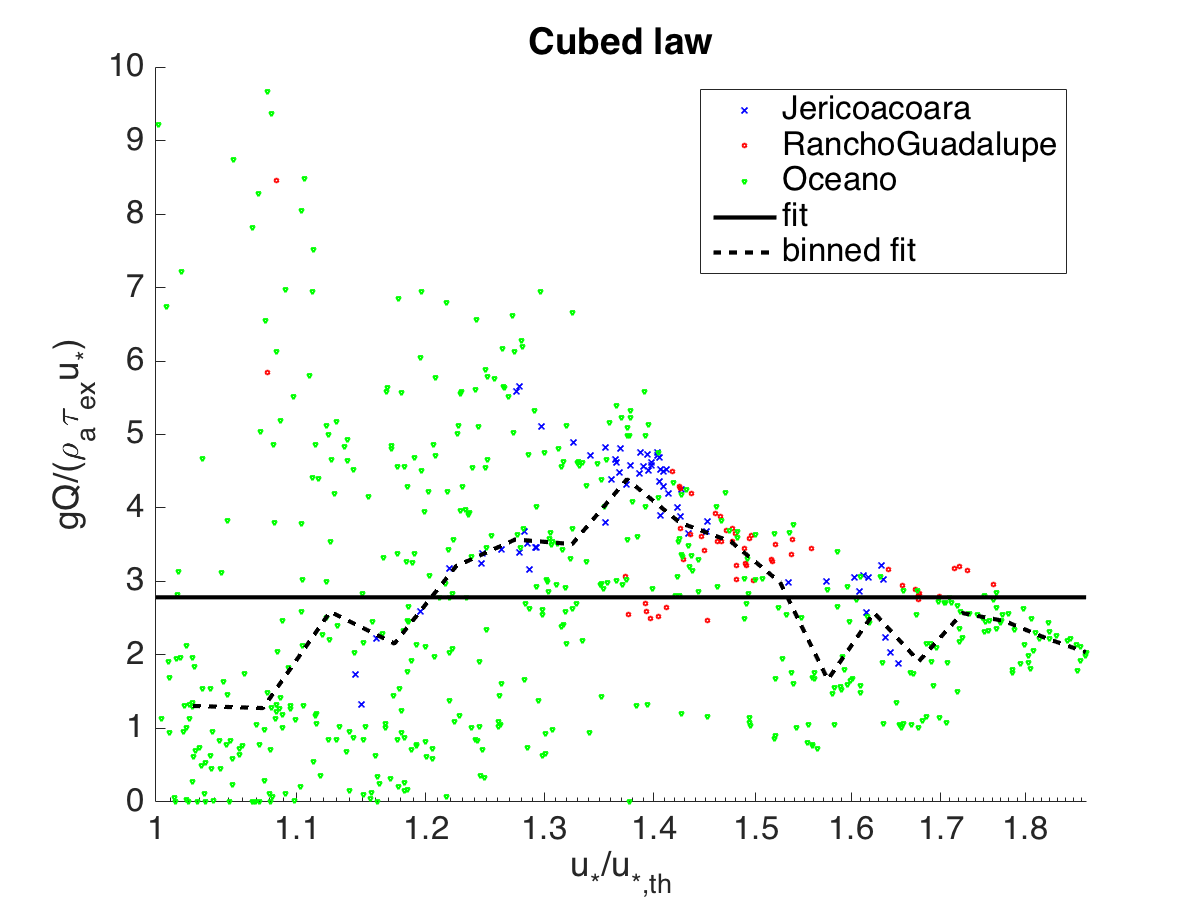 Cubed law
10
9
8
7
6
5
4
3
2
1
0
gQ/(ρₐτₑₓu*)
Jericoacoara
RanchoGuadalupe
Oceano
fit
binned fit
1 1.1 1.2 1.3 1.4 1.5 1.6 1.7 1.8
u*/u*,th